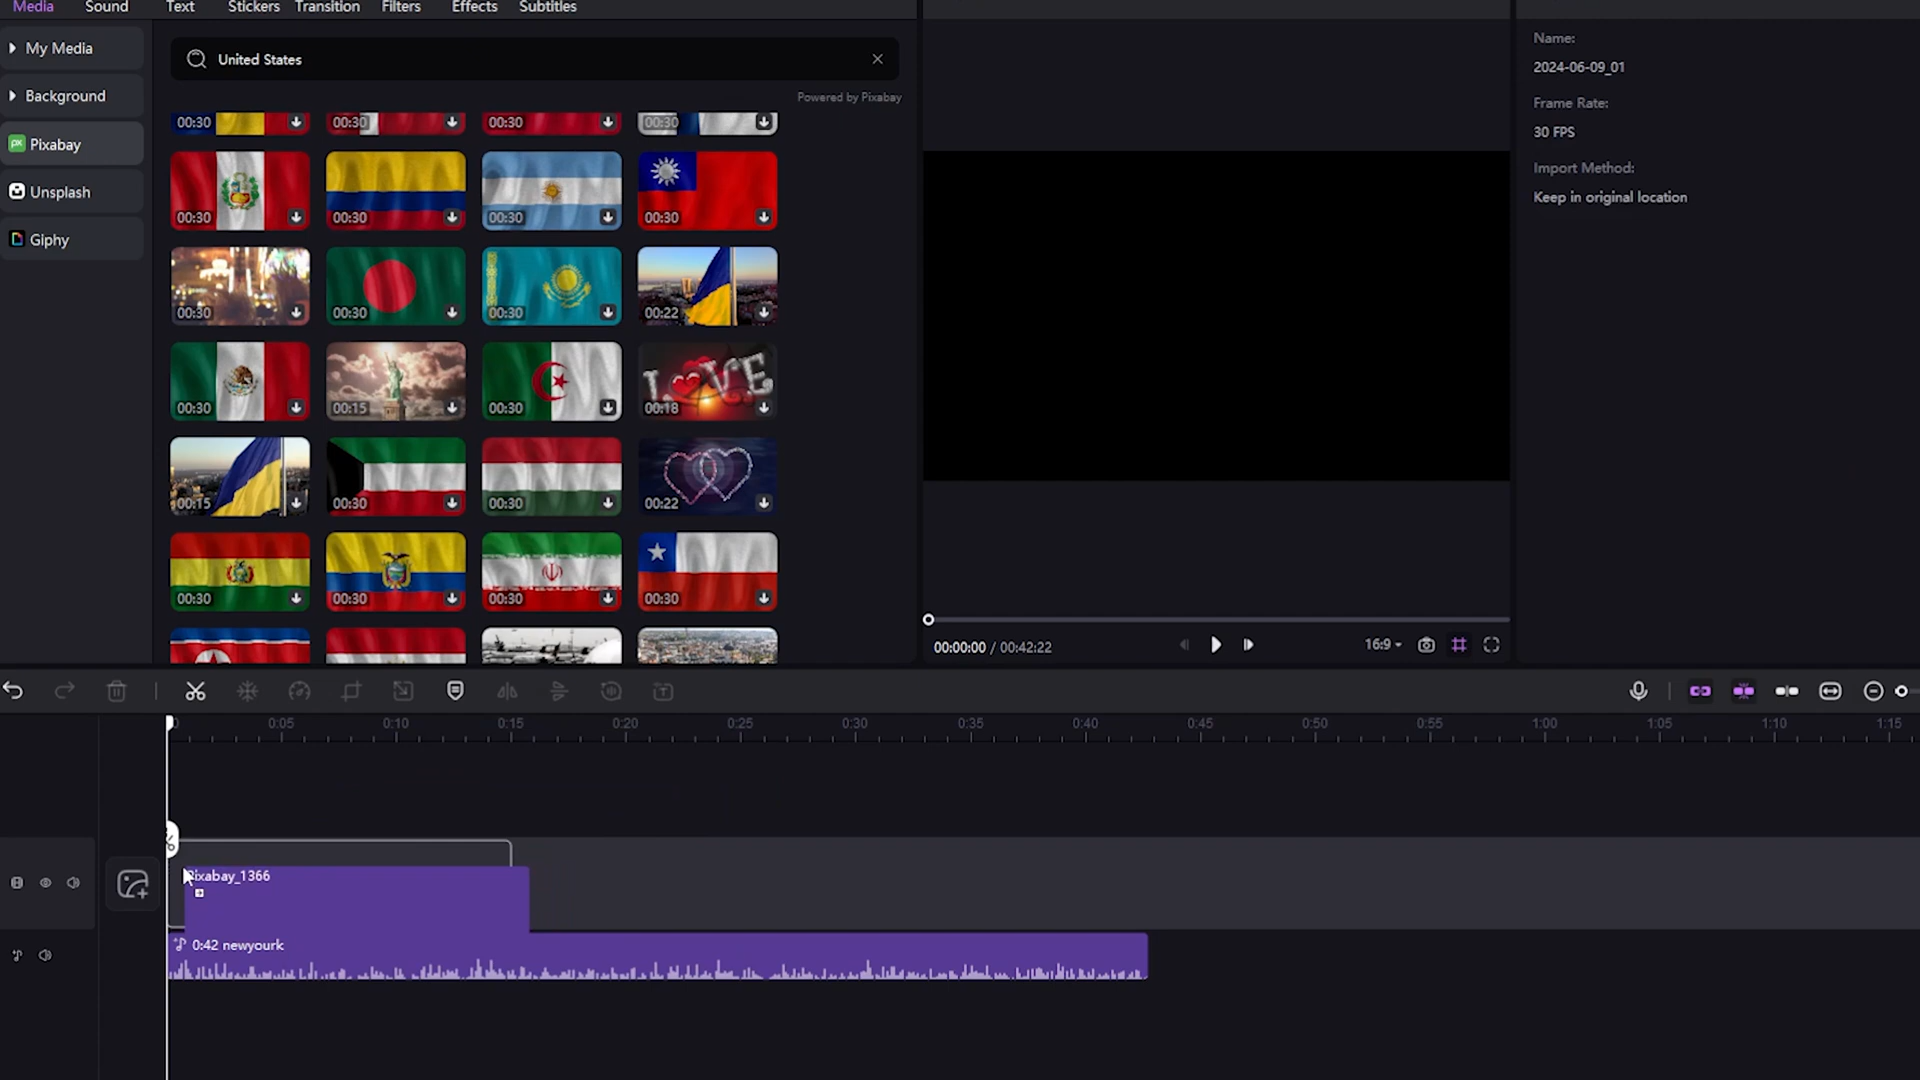 Media Sound Text Stickers Transition Filters Effects Subtitles
My Media
Background
Pixabay
Unsplash
Giphy
United States
Powered by Pixabay
00:30 00:30 00:30 00:30
00:30 00:30 00:30 00:30
00:30 00:30 00:30 00:22
00:30 00:15 00:30 LOVE 00:18
00:15 00:30 00:30 00:22
00:30 00:30 00:30 00:30
00:00:00 / 00:42:22
16:9
Name:
2024-06-09_01
Frame Rate:
30 FPS
Import Method:
Keep in original location
0:05 0:10 0:15 0:20 0:25 0:30 0:35 0:40 0:45 0:50 0:55 1:00 1:05 1:10 1:15
Pixabay_1366
0:42 newyourk